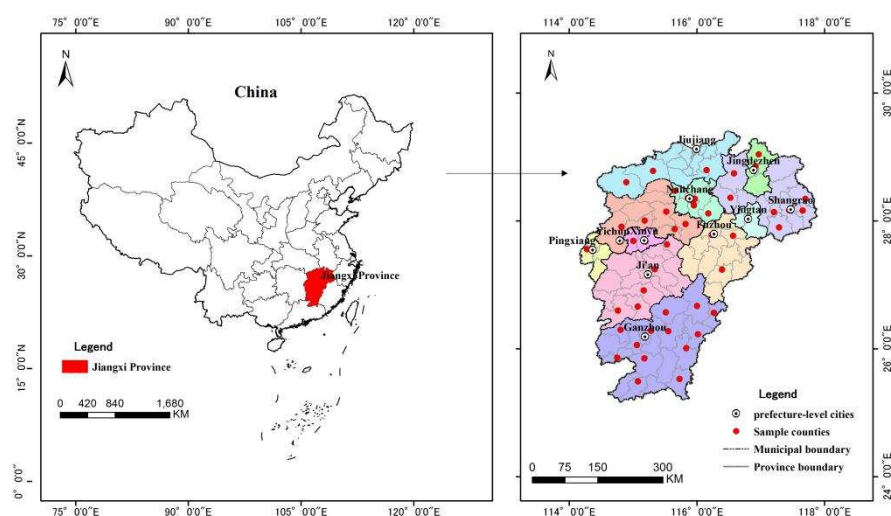 75° 0'0"E 90° 0'0"E 105° 0'0"E 120° 0'0"E
N
China
45° 0'0"N
30° 0'0"N
15° 0'0"N
0° 0'0"
Jiangxi Province
Legend
Jiangxi Province
0 420 840 1,680
KM
75° 0'0"E 90° 0'0"E 105° 0'0"E 120° 0'0"E
114° 0'0"E 116° 0'0"E 118° 0'0"E
N
30° 0'0"E
28° 0'0"E
26° 0'0"E
24° 0'0"E
Jiujiang
Jingdezhen
Nanchang
Shangrao
Yingtan
Fuzhou
Yichun
Xinyu
Pingxiang
Ji'an
Ganzhou
Legend
prefecture-level cities
Sample counties
Municipal boundary
Province boundary
0 75 150 300
KM
114° 0'0"E 116° 0'0"E 118° 0'0"E